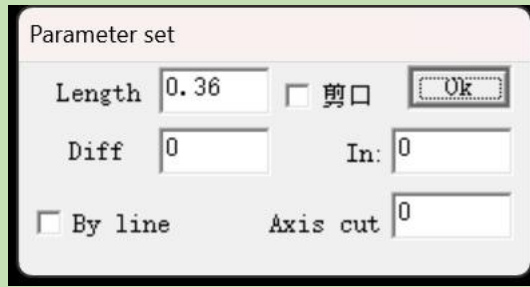 Parameter set
Length 0.36 剪口 Ok
Diff 0 In: 0
By line Axis cut 0